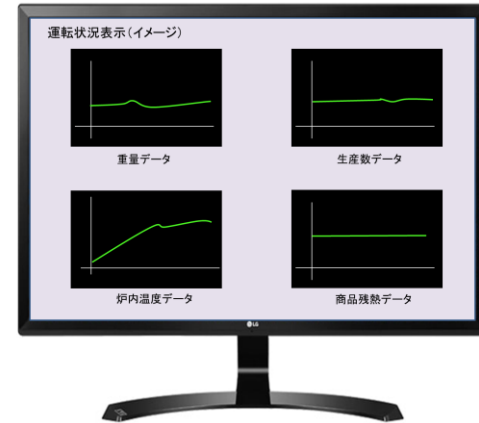 運転状況表示(イメージ)
重量データ
生産数データ
炉内温度データ
商品残熱データ
LG